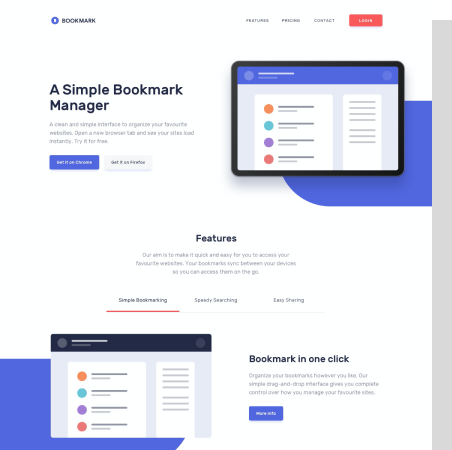 BOOKMARK
FEATURES PRICING CONTACT LOGIN
A Simple Bookmark
Manager
A clean and simple interface to organize your favourite
websites. Open a new browser tab and see your sites load
instantly. Try it for free.
Get it on Chrome Get it on Firefox
Features
Our aim is to make it quick and easy for you to access your
favourite websites. Your bookmarks sync between your devices
so you can access them on the go.
Simple Bookmarking Speedy Searching Easy Sharing
Bookmark in one click
Organize your bookmarks however you like. Our
simple drag-and-drop interface gives you complete
control over how you manage your favourite sites.
More Info